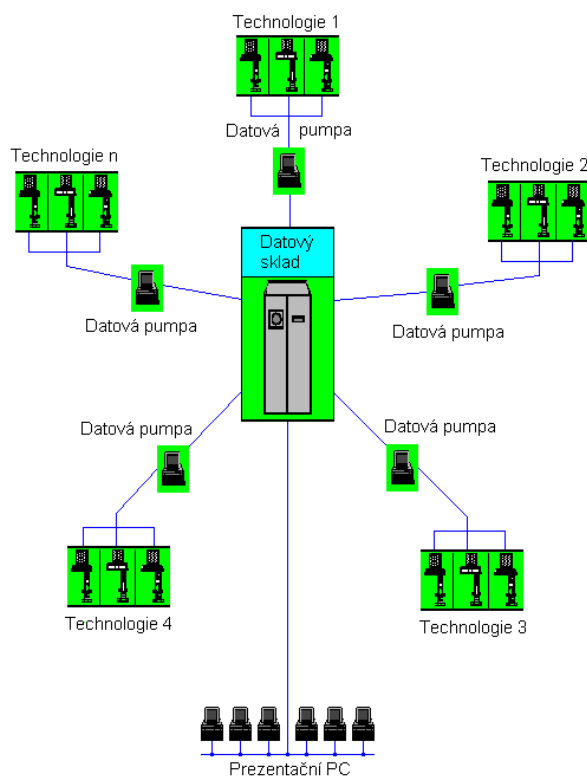 Technologie 1
Datová pumpa
Technologie n
Technologie 2
Datový
sklad
Datová pumpa
Datová pumpa
Datová pumpa
Datová pumpa
Technologie 4
Technologie 3
Prezentační PC